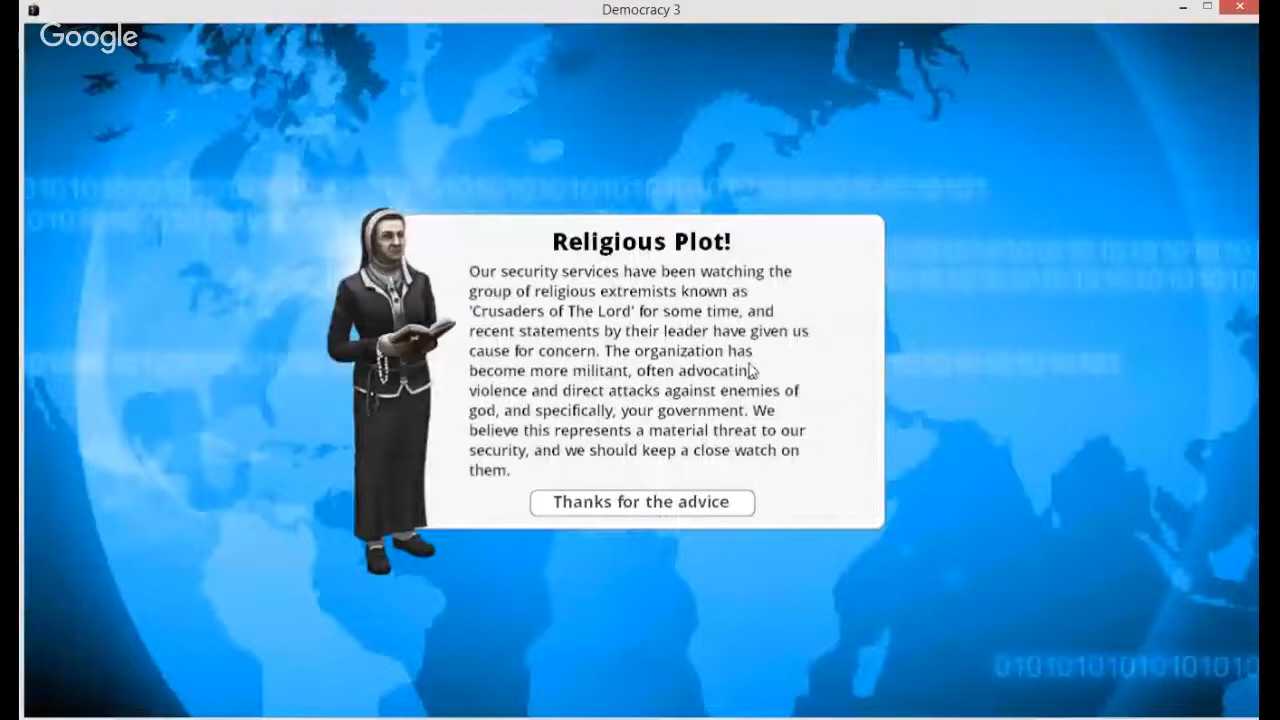 Democracy 3
Google
Religious Plot!
Our security services have been watching the
group of religious extremists known as
'Crusaders of The Lord' for some time, and
recent statements by their leader have given us
cause for concern. The organization has
become more militant, often advocating
violence and direct attacks against enemies of
god, and specifically, your government. We
believe this represents a material threat to our
security, and we should keep a close watch on
them.
Thanks for the advice